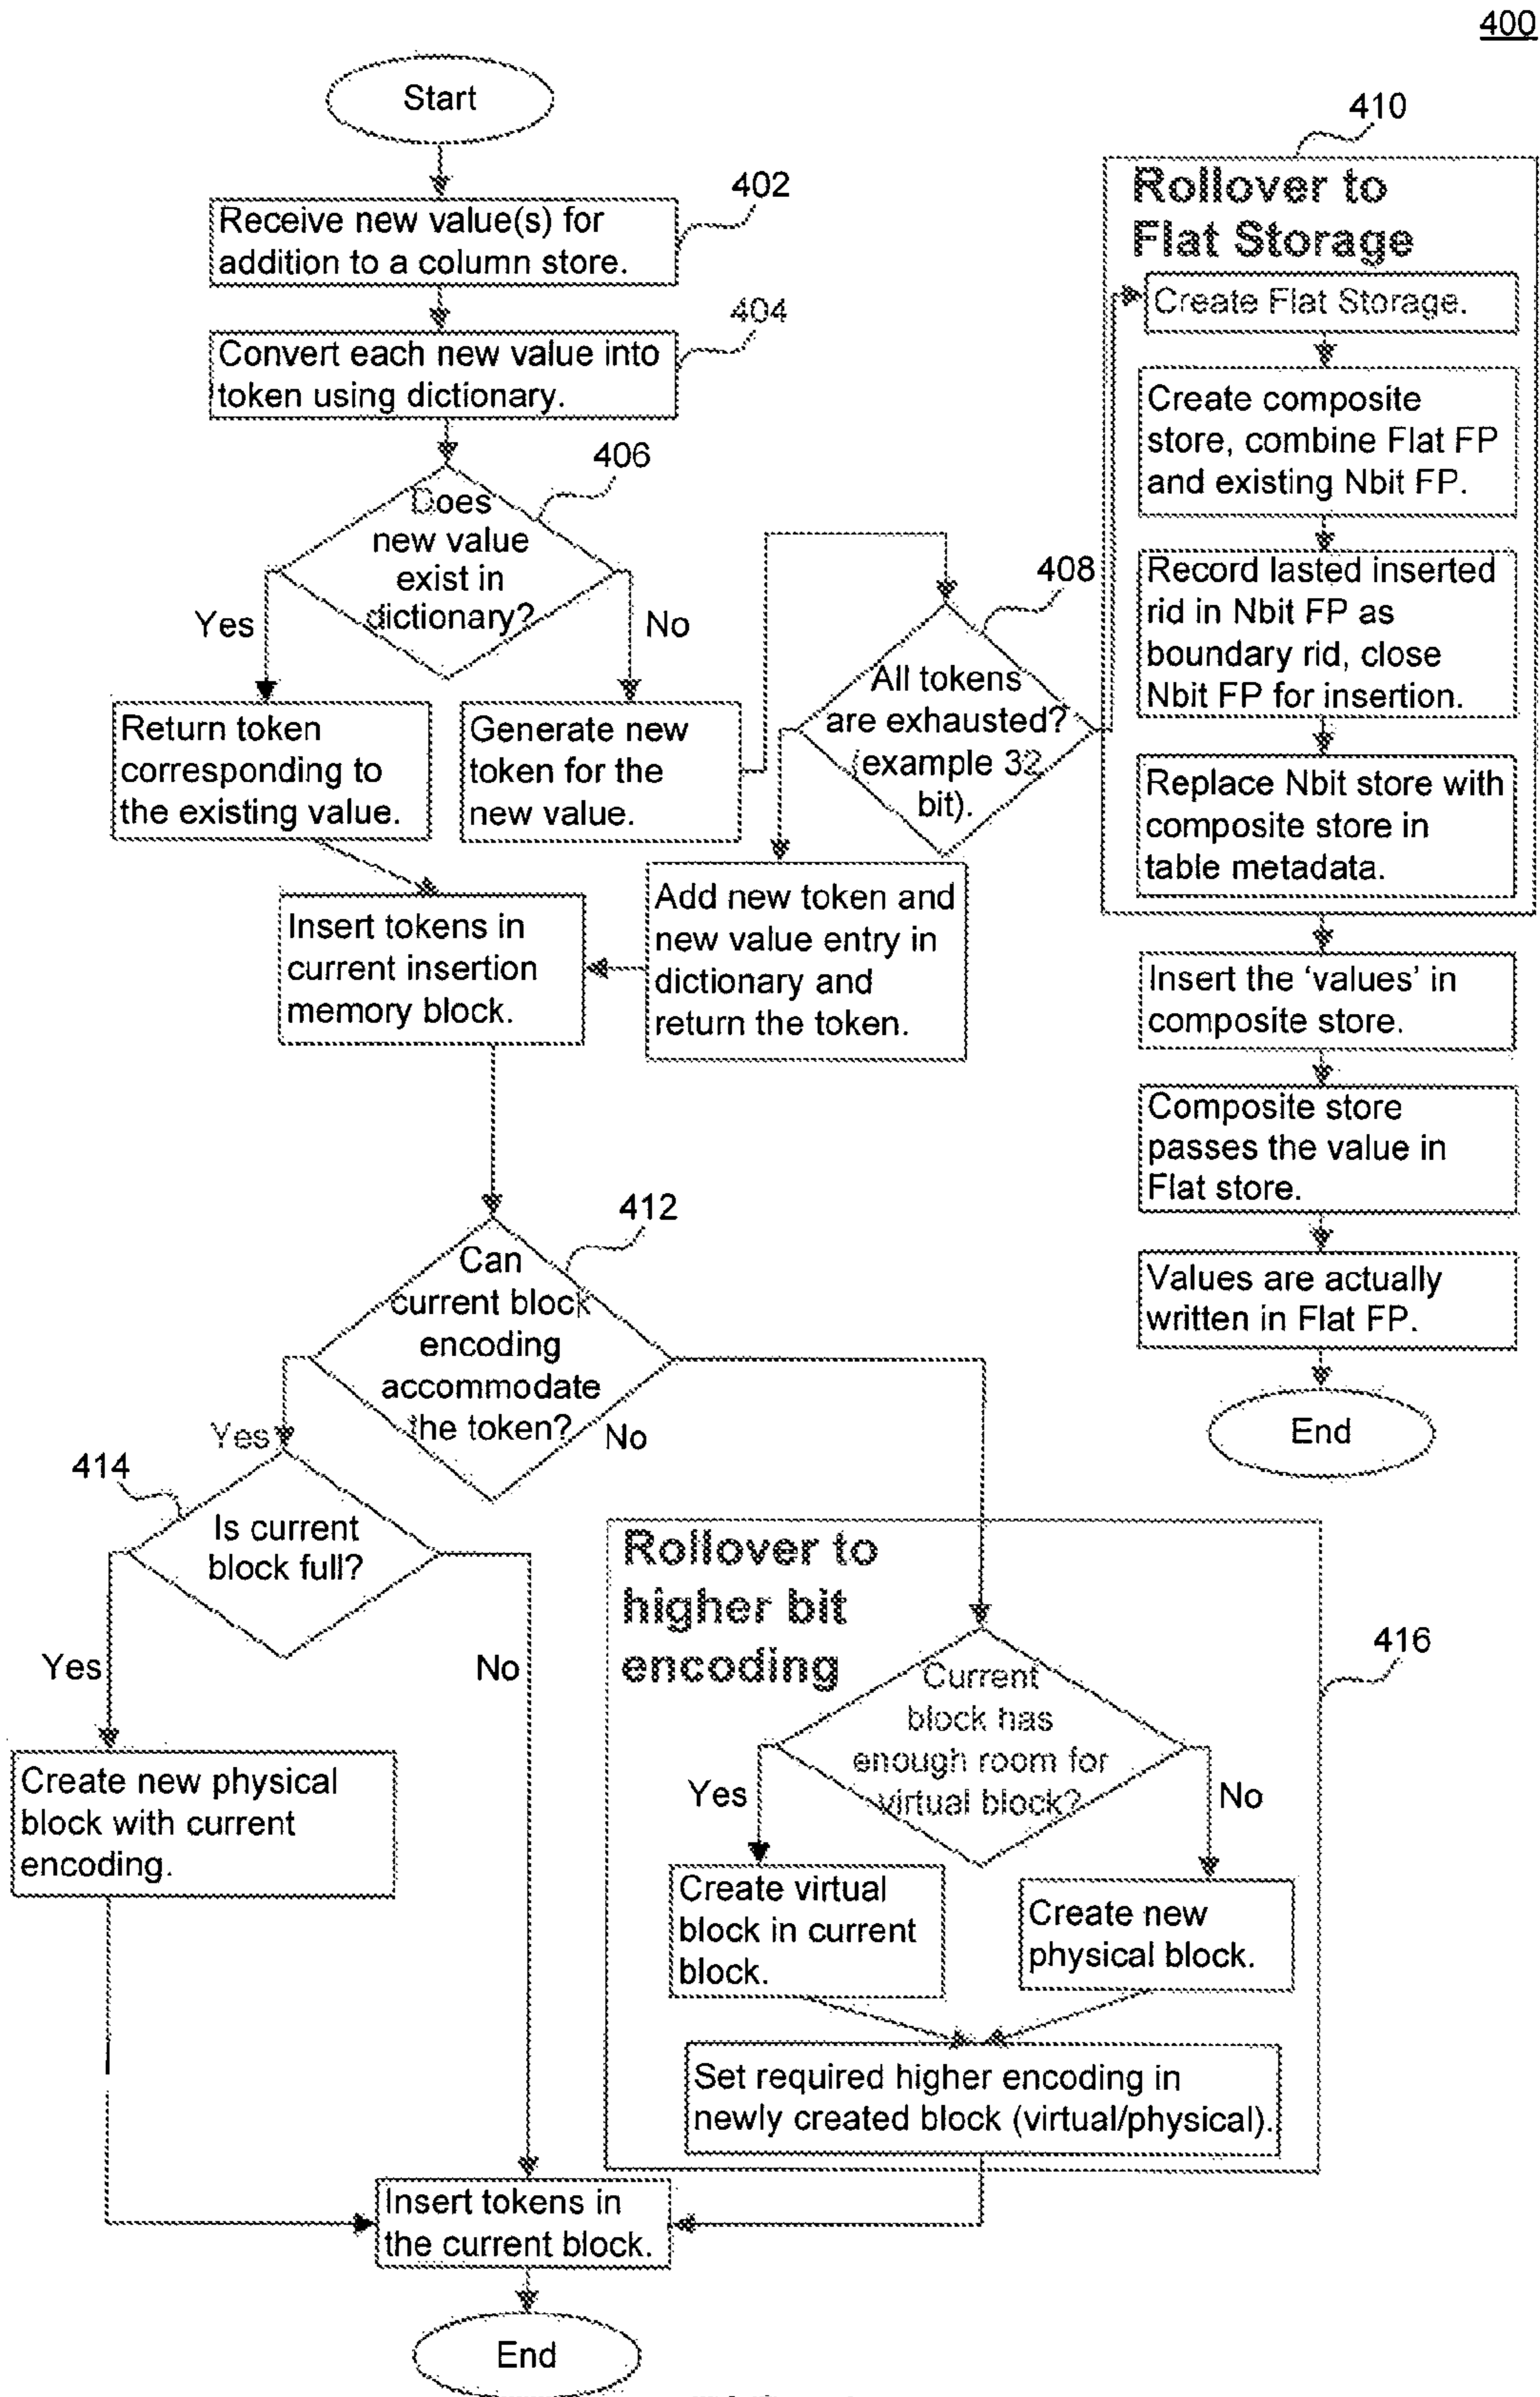 400
Start
402
Receive new value(s) for
addition to a column store.
404
Convert each new value into
token using dictionary.
406
Does
new value
exist in
dictionary?
Yes
No
Return token
corresponding to
the existing value.
Generate new
token for the
new value.
408
All tokens
are exhausted?
(example 32
bit).
Add new token and
new value entry in
dictionary and
return the token.
Insert tokens in
current insertion
memory block.
410
Rollover to
Flat Storage
Create Flat Storage.
Create composite
store, combine Flat FP
and existing Nbit FP.
Record lasted inserted
rid in Nbit FP as
boundary rid, close
Nbit FP for insertion.
Replace Nbit store with
composite store in
table metadata.
Insert the ‘values’ in
composite store.
Composite store
passes the value in
Flat store.
Values are actually
written in Flat FP.
End
412
Can
current block
encoding
accommodate
the token?
Yes
No
414
Is current
block full?
Yes
No
Create new physical
block with current
encoding.
Rollover to
higher bit
encoding
416
Current
block has
enough room for
virtual block?
Yes
No
Create virtual
block in current
block.
Create new
physical block.
Set required higher encoding in
newly created block (virtual/physical).
Insert tokens in
the current block.
End